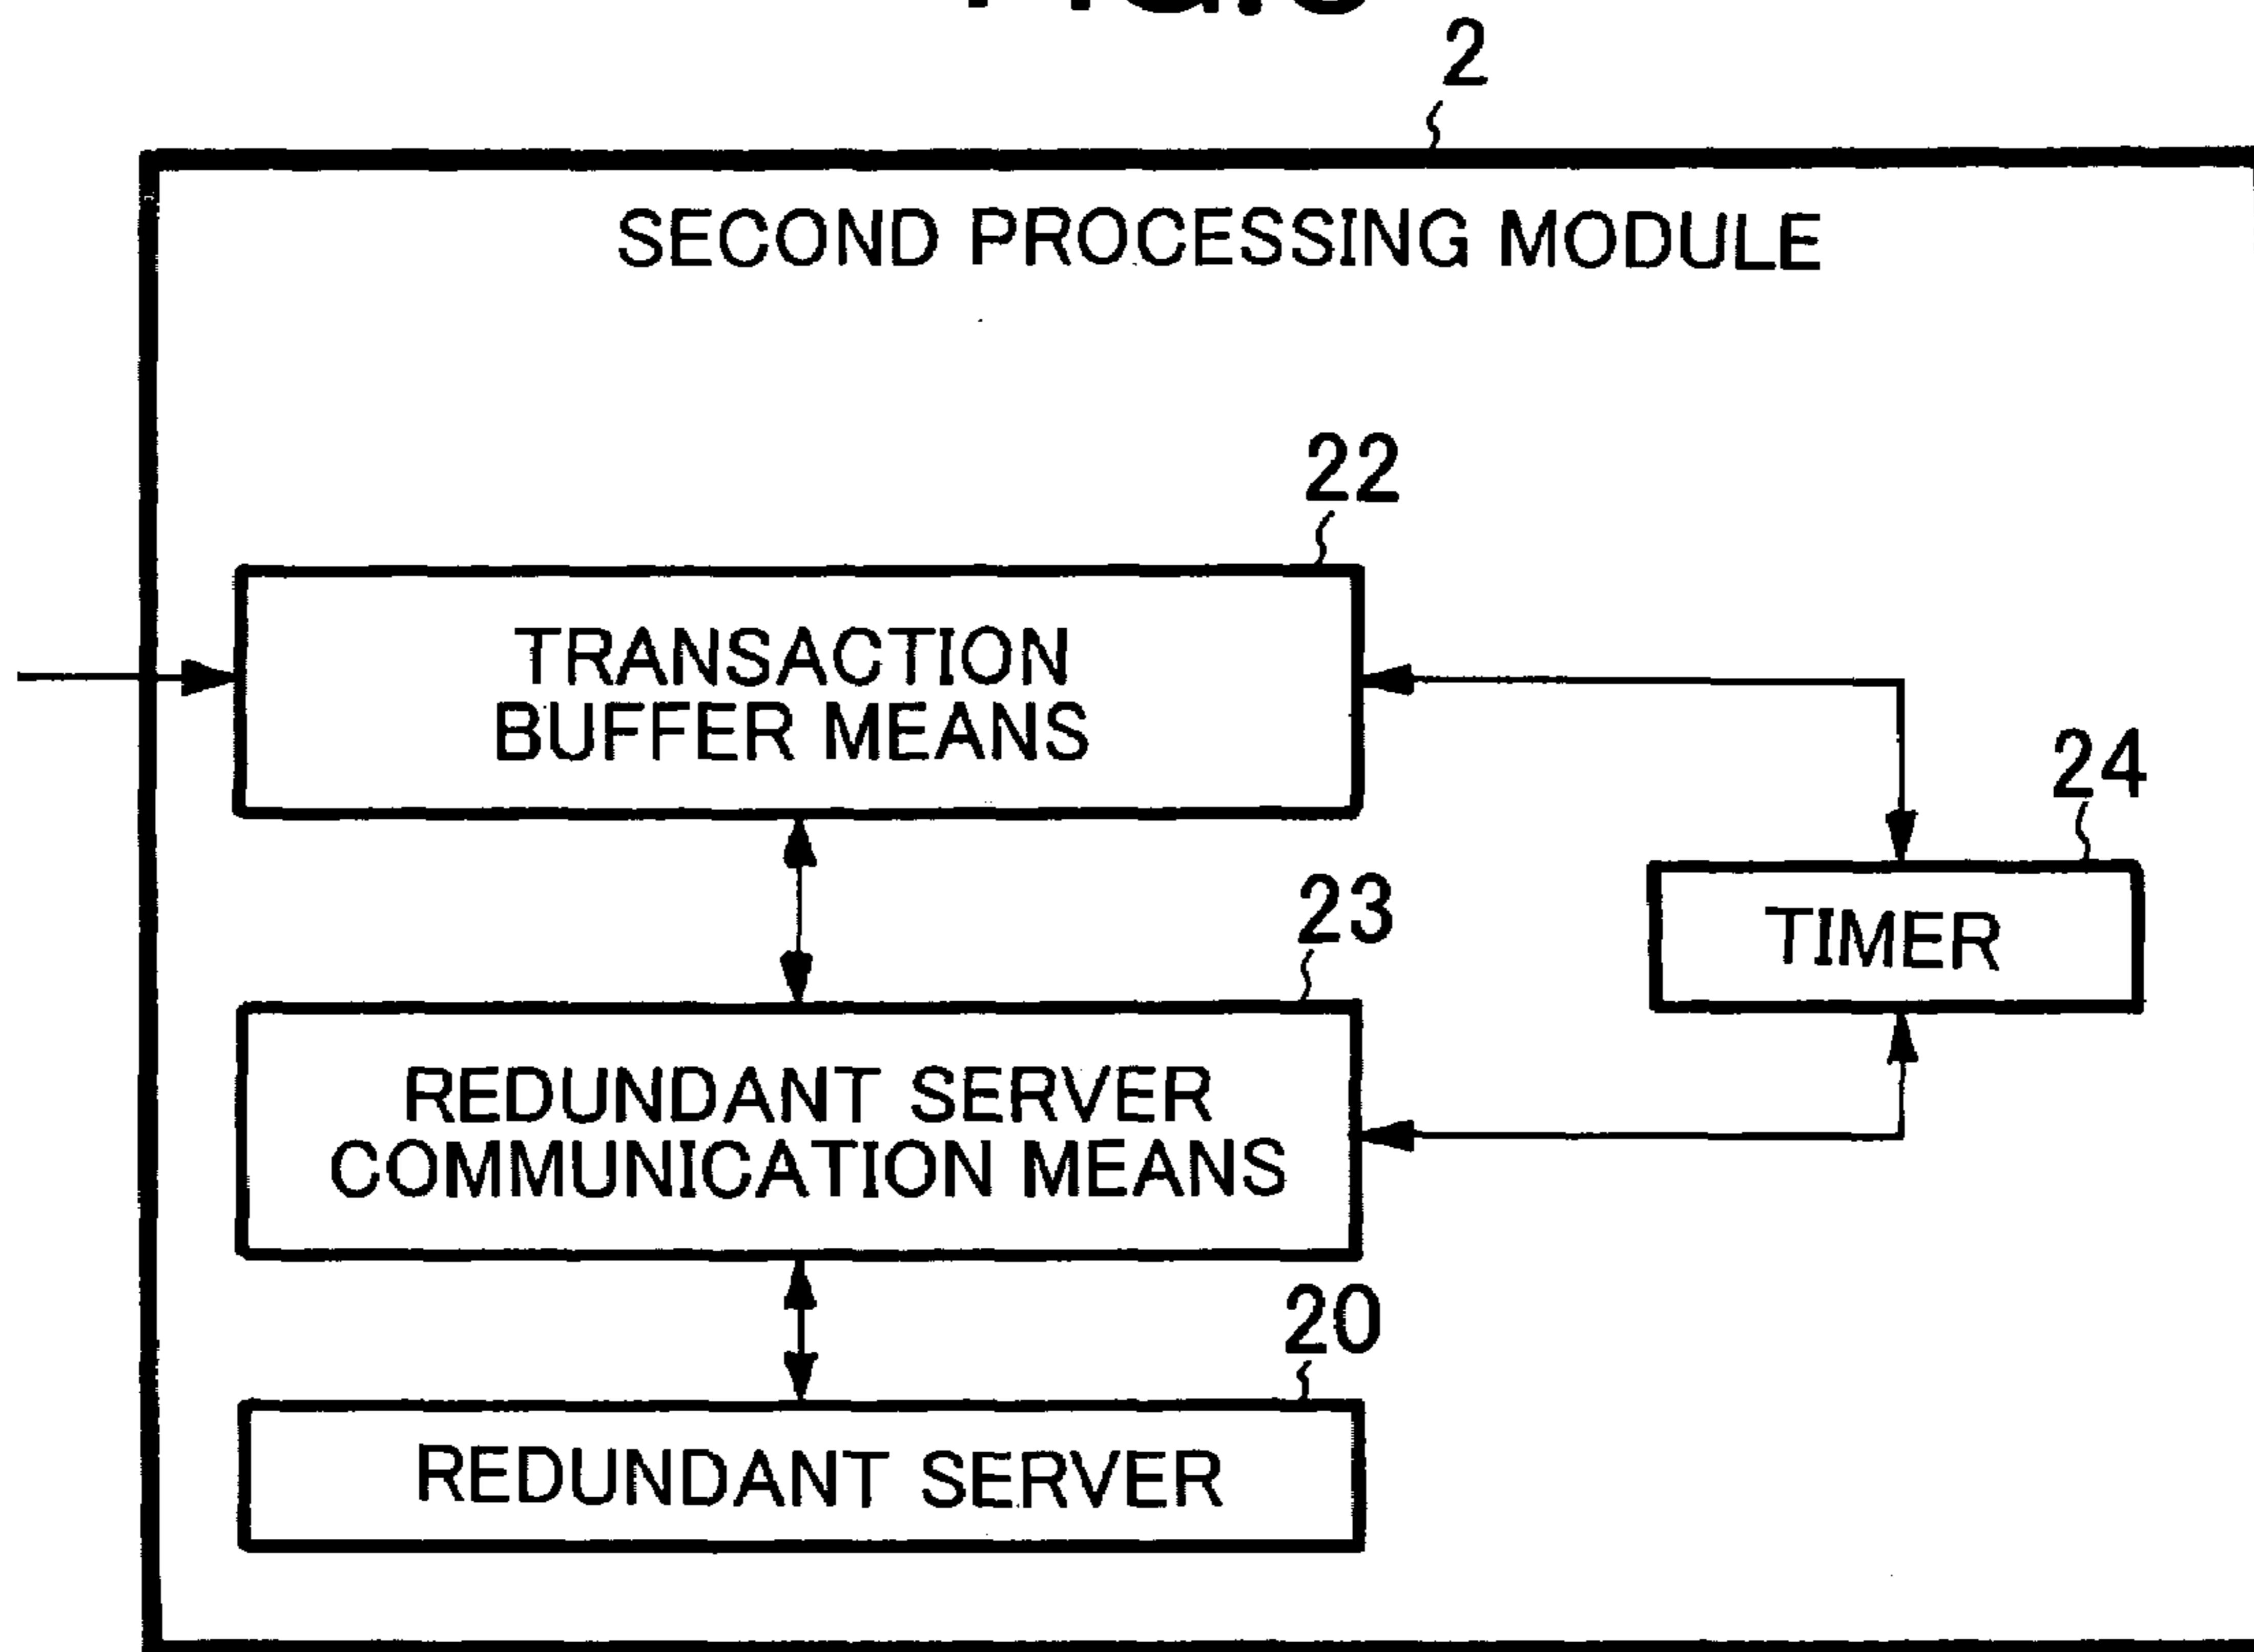 2
SECOND PROCESSING MODULE
22
TRANSACTION
BUFFER MEANS
24
TIMER
23
REDUNDANT SERVER
COMMUNICATION MEANS
20
REDUNDANT SERVER